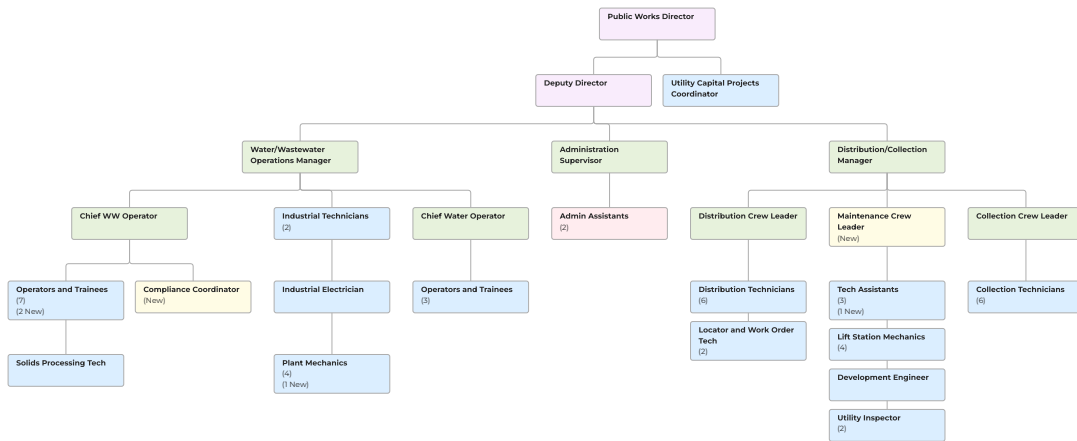 Public Works Director
Deputy Director
Utility Capital Projects
Coordinator
Water/Wastewater
Operations Manager
Administration
Supervisor
Distribution/Collection
Manager
Chief WW Operator
Industrial Technicians
(2)
Chief Water Operator
Admin Assistants
(2)
Distribution Crew Leader
Maintenance Crew
Leader
(New)
Collection Crew Leader
Operators and Trainees
(7)
(2 New)
Compliance Coordinator
(New)
Industrial Electrician
Operators and Trainees
(3)
Distribution Technicians
(6)
Tech Assistants
(3)
(1 New)
Collection Technicians
(6)
Locator and Work Order
Tech
(2)
Lift Station Mechanics
(4)
Solids Processing Tech
Plant Mechanics
(4)
(1 New)
Development Engineer
Utility Inspector
(2)